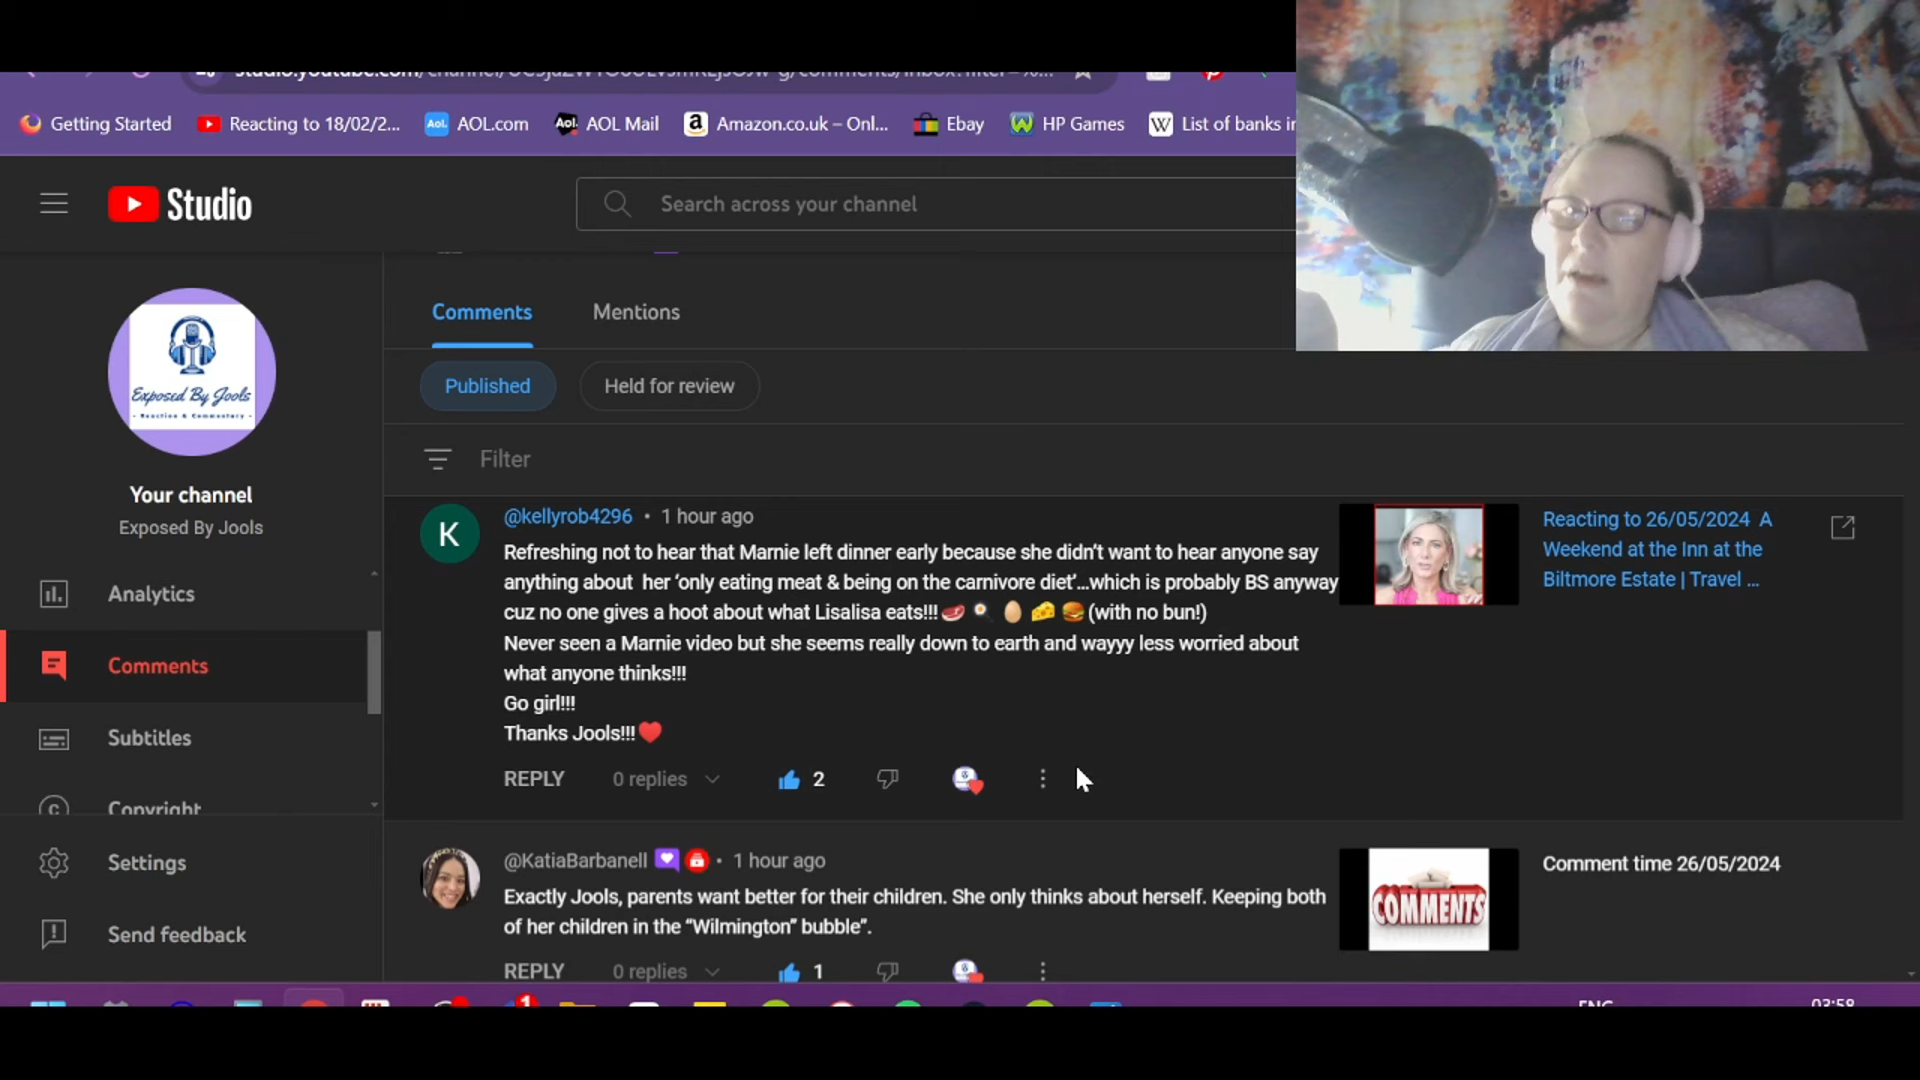 Getting Started
Reacting to 18/02/2...
Aol.
AOL.com
Aol.
AOL Mail
a
Amazon.co.uk – Onl...
Ebay
HP Games
W
List of banks in
Studio
Search across your channel
Comments
Mentions
Exposed By Jools
- Reaction & Commentary -
Published
Held for review
Filter
Your channel
Exposed By Jools
Analytics
Comments
Subtitles
Copyright
Settings
Send feedback
K
@kellyrob4296 • 1 hour ago
Refreshing not to hear that Marnie left dinner early because she didn't want to hear anyone say
anything about her 'only eating meat & being on the carnivore diet'...which is probably BS anyway
cuz no one gives a hoot about what Lisalisa eats!!! 🥩 🍳 🥚 🧀 🍔 (with no bun!)
Never seen a Marnie video but she seems really down to earth and wayyy less worried about
what anyone thinks!!!
Go girl!!!
Thanks Jools!!!❤️
REPLY 0 replies 2
Reacting to 26/05/2024 A
Weekend at the Inn at the
Biltmore Estate | Travel ...
@KatiaBarbanell • 1 hour ago
Exactly Jools, parents want better for their children. She only thinks about herself. Keeping both
of her children in the “Wilmington” bubble”.
REPLY 0 replies 1
COMMENTS
Comment time 26/05/2024
1
ENG
03:58